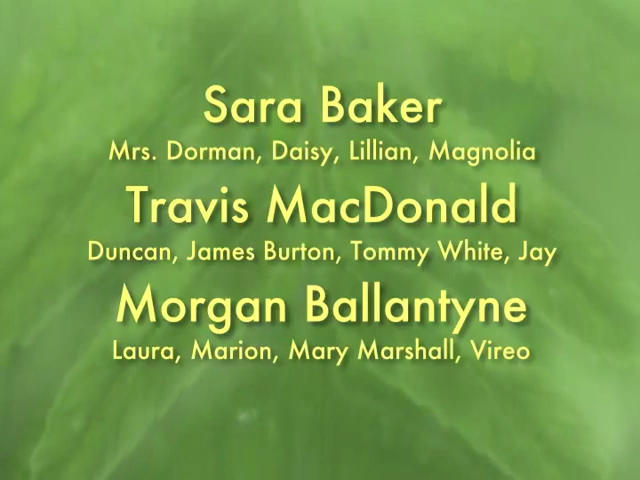 Sara Baker
Mrs. Dorman, Daisy, Lillian, Magnolia
Travis MacDonald
Duncan, James Burton, Tommy White, Jay
Morgan Ballantyne
Laura, Marion, Mary Marshall, Vireo